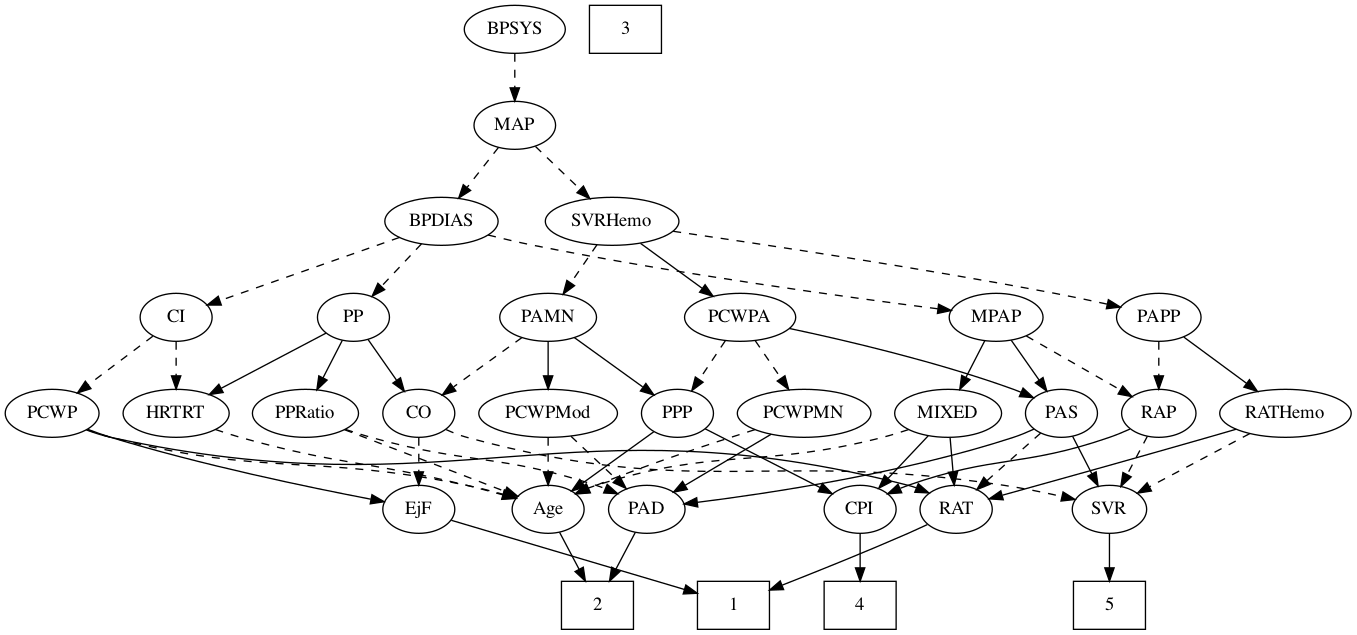 BPSYS
3
MAP
BPDIAS
SVRHemo
CI
PP
PAMN
PCWPA
MPAP
PAPP
PCWP
HRTRT
PPRatio
CO
PCWPMod
PPP
PCWPMN
MIXED
PAS
RAP
RATHemo
EjF
Age
PAD
CPI
RAT
SVR
2
1
4
5